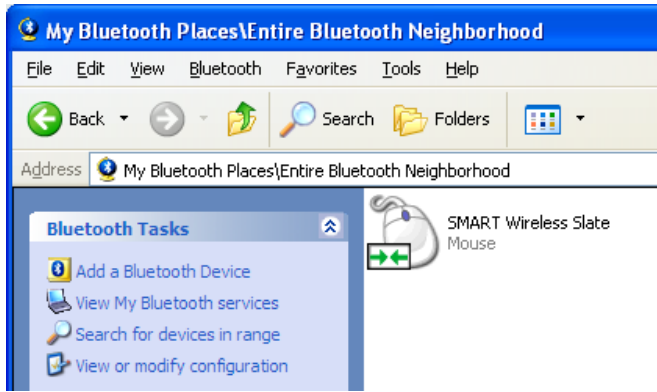 My Bluetooth Places\Entire Bluetooth Neighborhood
File Edit View Bluetooth Favorites Tools Help
Back Search Folders
Address My Bluetooth Places\Entire Bluetooth Neighborhood
Bluetooth Tasks
Add a Bluetooth Device
View My Bluetooth services
Search for devices in range
View or modify configuration
SMART Wireless Slate
Mouse